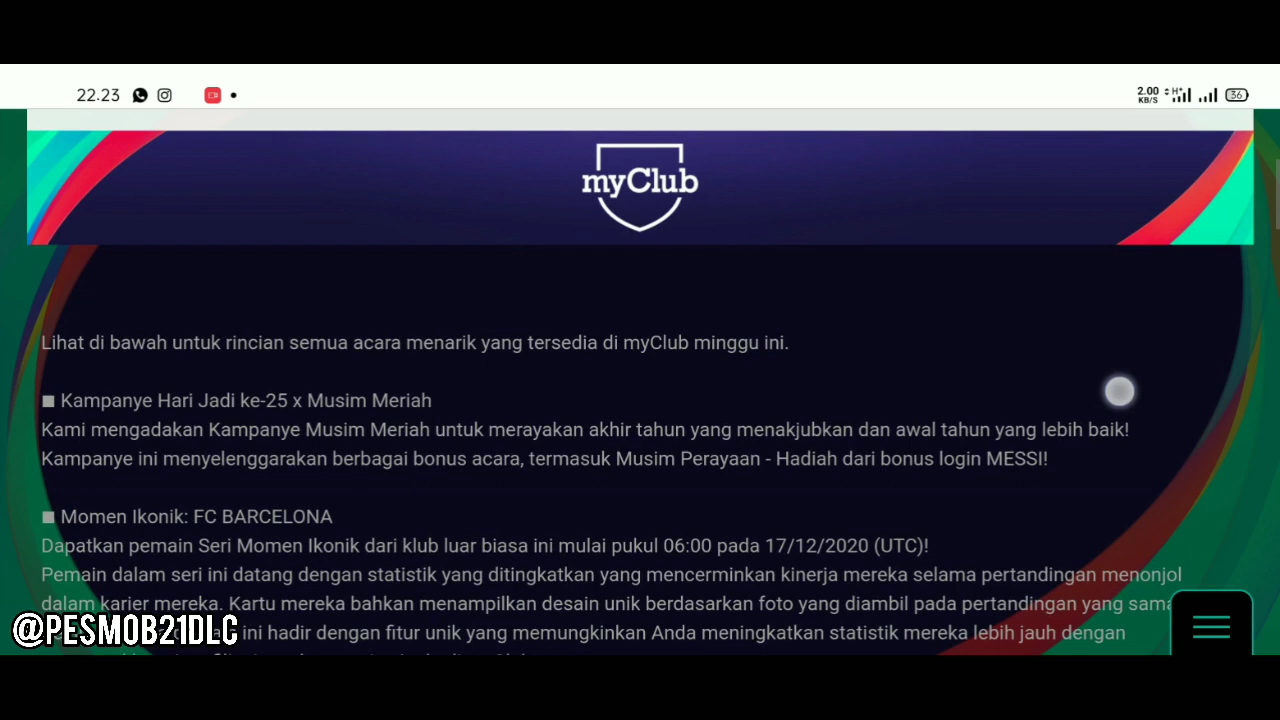 22.23
2.00 KB/S H+ 36
myClub
Lihat di bawah untuk rincian semua acara menarik yang tersedia di myClub minggu ini.
■ Kampanye Hari Jadi ke-25 x Musim Meriah
Kami mengadakan Kampanye Musim Meriah untuk merayakan akhir tahun yang menakjubkan dan awal tahun yang lebih baik!
Kampanye ini menyelenggarakan berbagai bonus acara, termasuk Musim Perayaan - Hadiah dari bonus login MESSI!
■ Momen Ikonik: FC BARCELONA
Dapatkan pemain Seri Momen Ikonik dari klub luar biasa ini mulai pukul 06:00 pada 17/12/2020 (UTC)!
Pemain dalam seri ini datang dengan statistik yang ditingkatkan yang mencerminkan kinerja mereka selama pertandingan menonjol
dalam karier mereka. Kartu mereka bahkan menampilkan desain unik berdasarkan foto yang diambil pada pertandingan yang sama
ini hadir dengan fitur unik yang memungkinkan Anda meningkatkan statistik mereka lebih jauh dengan
@PESMOB21DLC